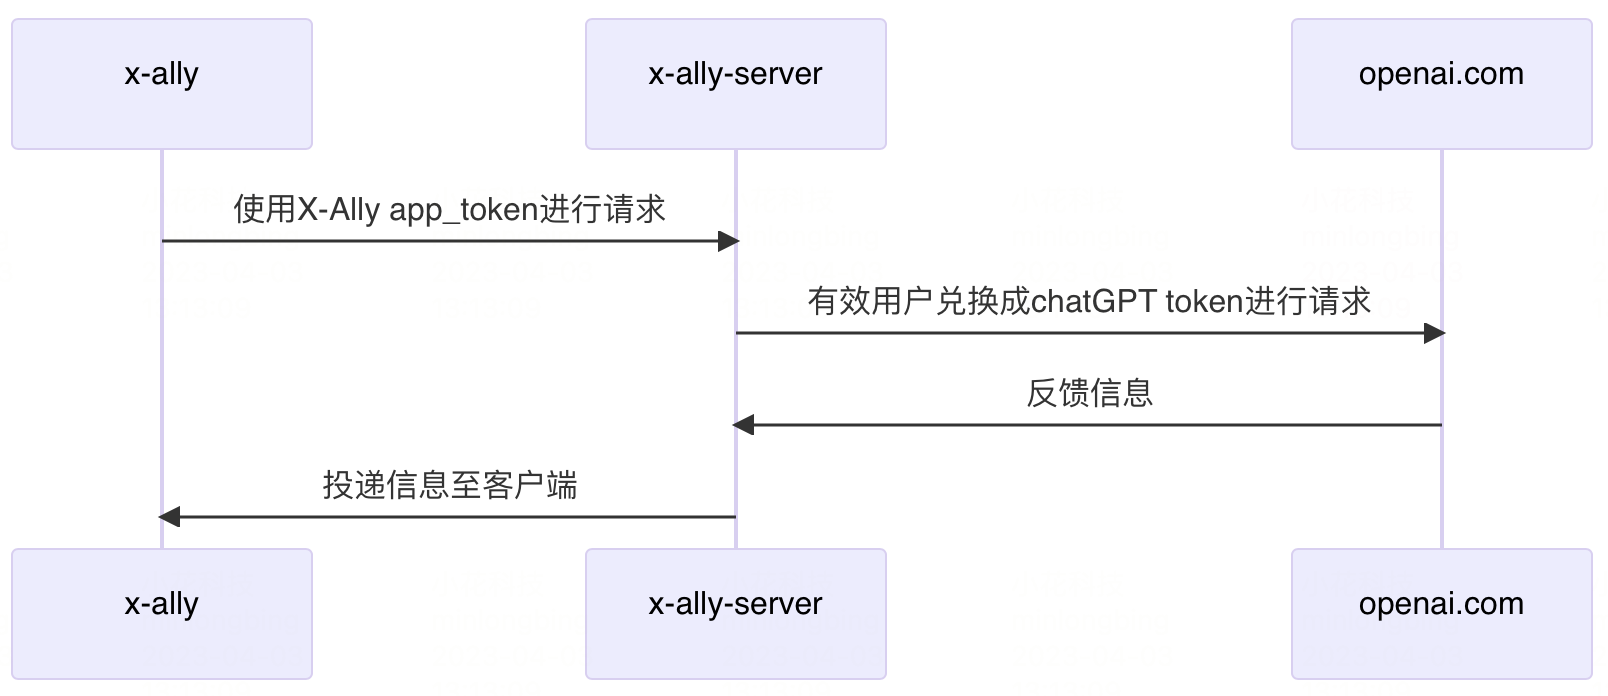 x-ally
x-ally-server
openai.com
使用X-Ally app_token进行请求
有效用户兑换成chatGPT token进行请求
反馈信息
投递信息至客户端
x-ally
x-ally-server
openai.com